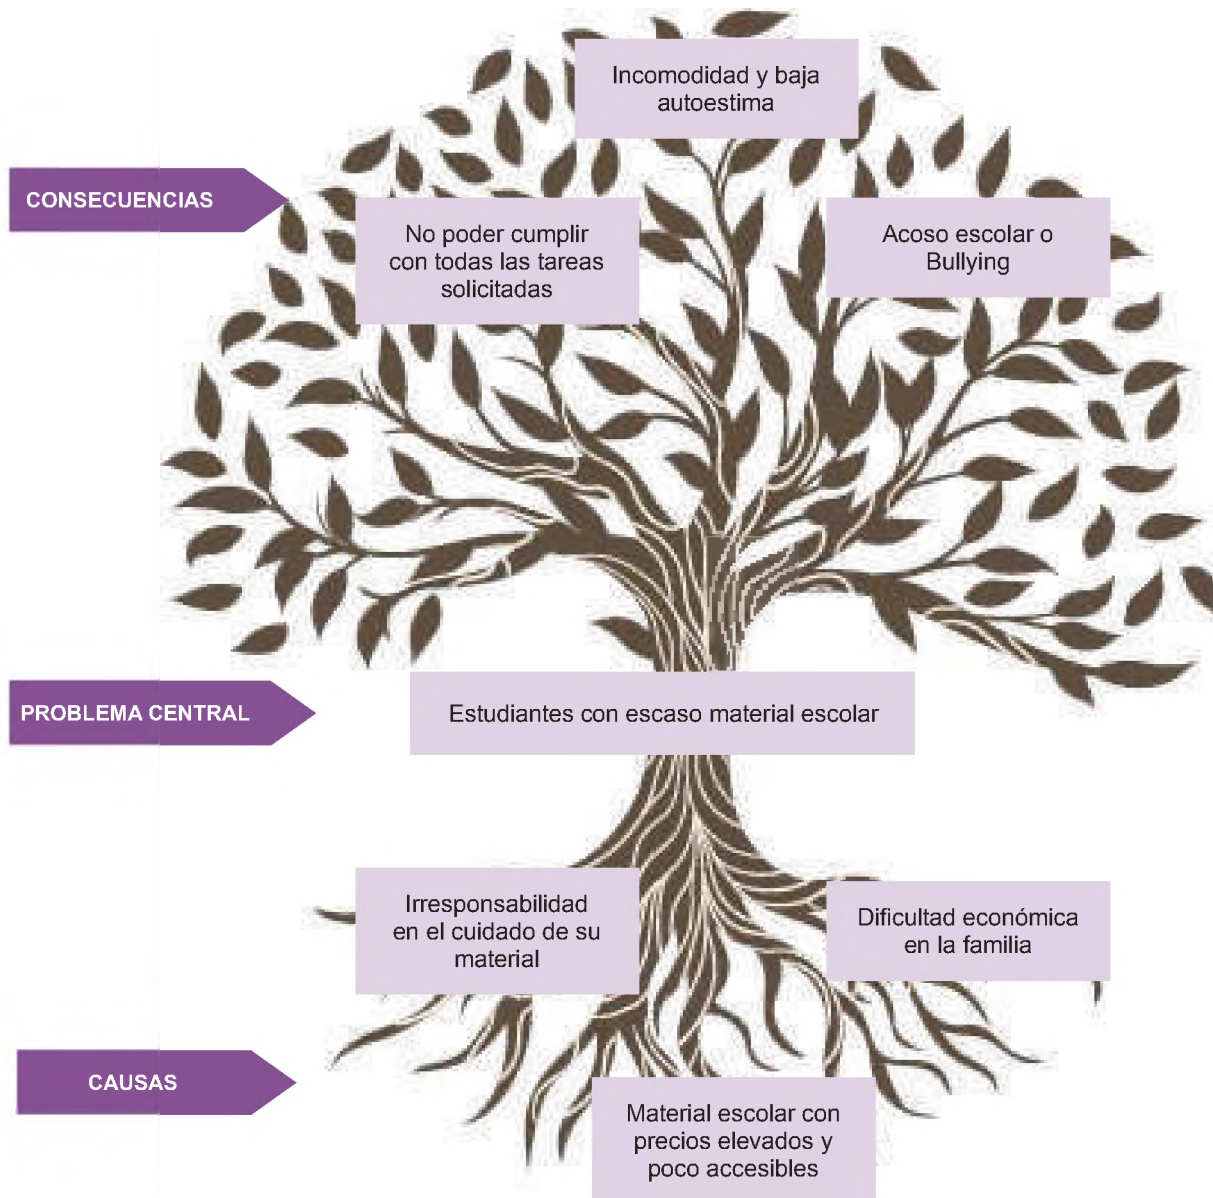 Incomodidad y baja
autoestima
CONSECUENCIAS
No poder cumplir
con todas las tareas
solicitadas
Acoso escolar o
Bullying
PROBLEMA CENTRAL
Estudiantes con escaso material escolar
Irresponsabilidad
en el cuidado de su
material
Dificultad económica
en la familia
CAUSAS
Material escolar con
precios elevados y
poco accesibles